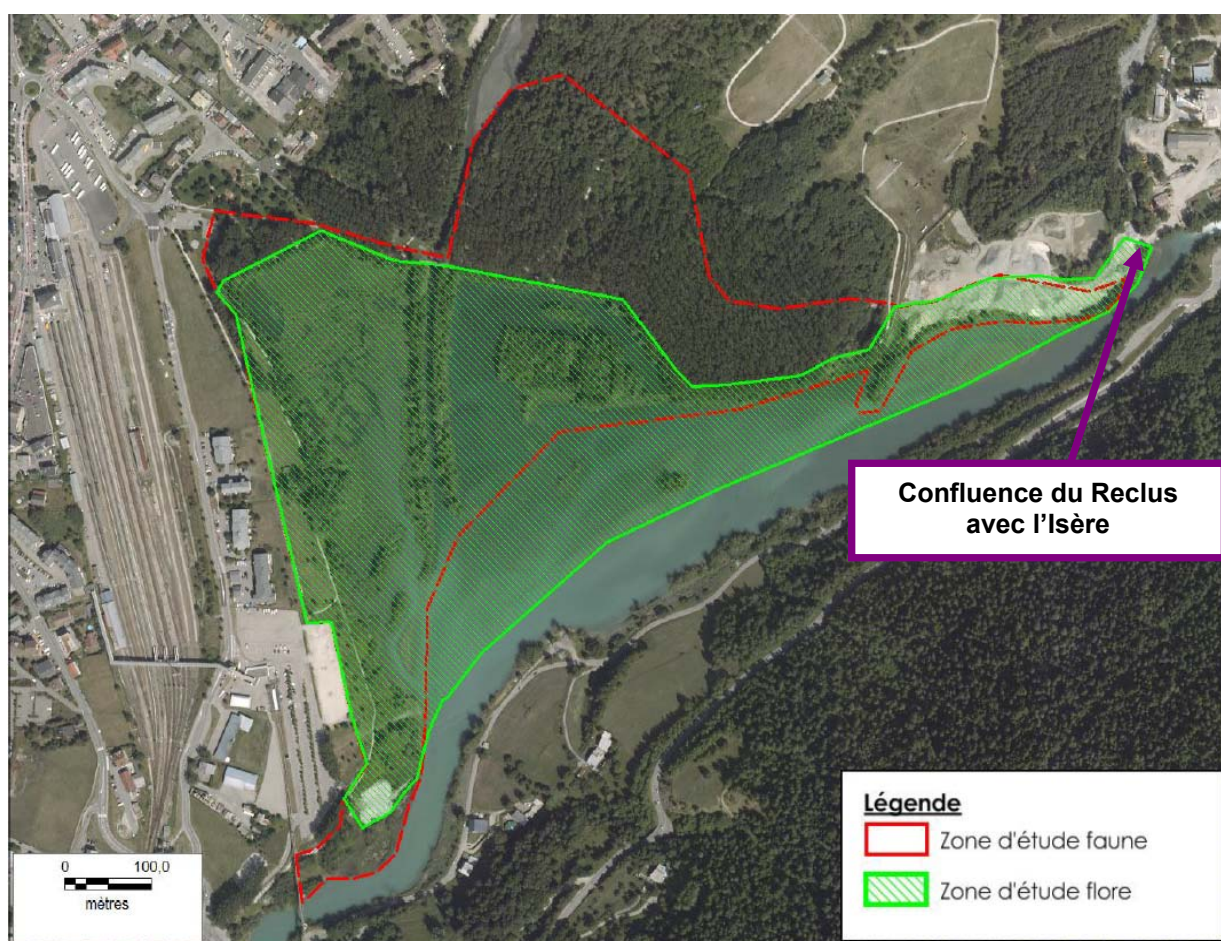 Confluence du Reclus
avec l'Isère
Légende
Zone d'étude faune
Zone d'étude flore
0 100,0
mètres